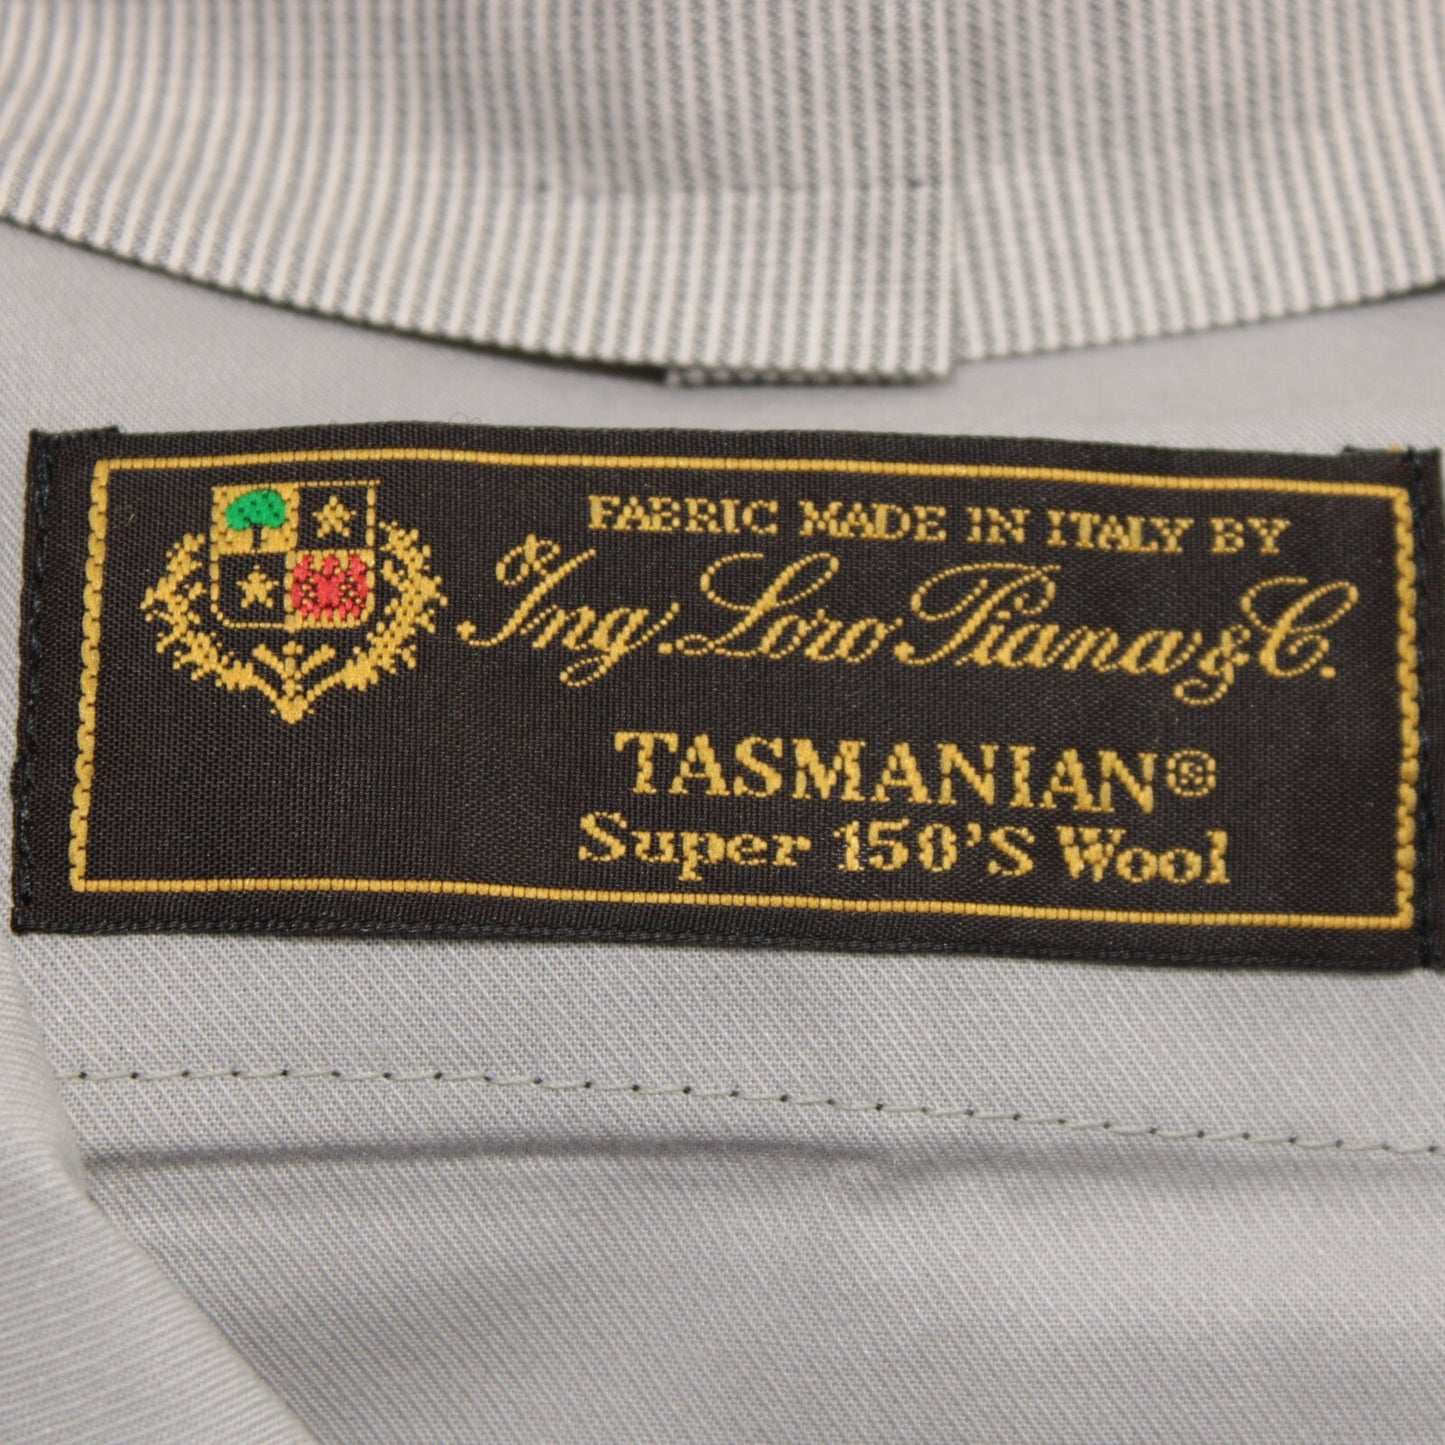 FABRIC MADE IN ITALY BY
Ing. Loro Piana & C.
TASMANIAN®
Super 150'S Wool